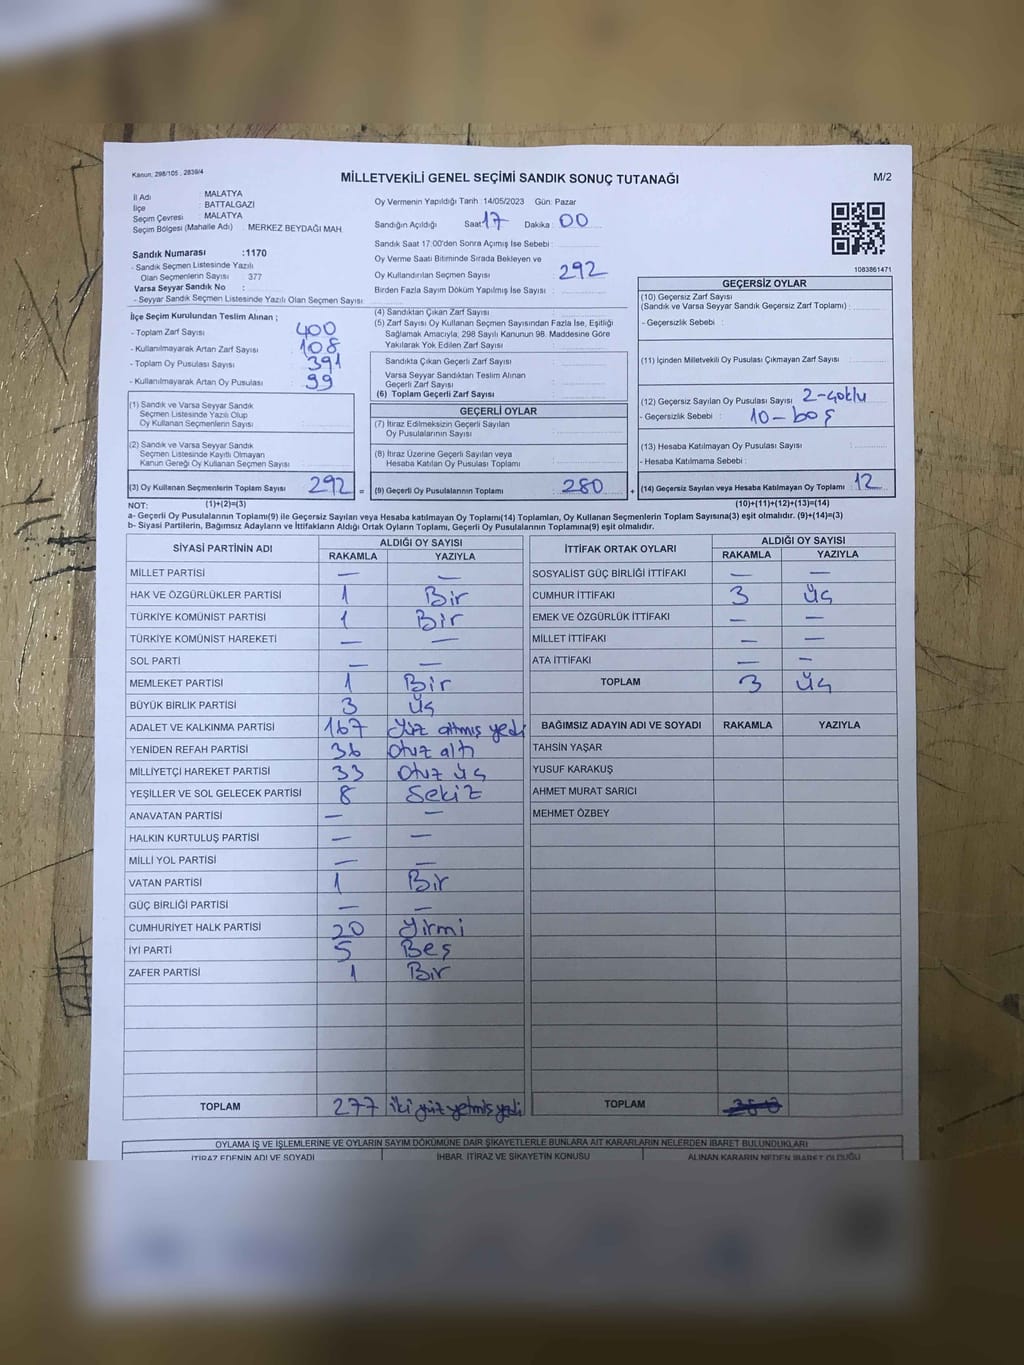 Kanun, 298/105 , 2839/4
MİLLETVEKİLİ GENEL SEÇİMİ SANDIK SONUÇ TUTANAĞI
M/2
İl Adı : MALATYA
İlçe : BATTALGAZİ
Seçim Çevresi : MALATYA
Seçim Bölgesi (Mahalle Adı) : MERKEZ BEYDAĞI MAH.
Oy Vermenin Yapıldığı Tarih : 14/05/2023 Gün: Pazar
Sandığın Açıldığı Saat: 17 Dakika : 00
Sandık Saat 17.00'den Sonra Açımış İse Sebebi :
Sandık Numarası :1170
- Sandık Seçmen Listesinde Yazılı
Olan Seçmenlerin Sayısı : 377
Varsa Seyyar Sandık No :
- Seyyar Sandık Seçmen Listesinde Yazılı Olan Seçmen Sayısı:
Oy Verme Saati Bitiminde Sırada Bekleyen ve
Oy Kullandırılan Seçmen Sayısı : 292
Birden Fazla Sayım Döküm Yapılmış İse Sayısı :
1083861471
İlçe Seçim Kurulundan Teslim Alınan ;
- Toplam Zarf Sayısı : 400
- Kullanılmayarak Artan Zarf Sayısı : 108
- Toplam Oy Pusulası Sayısı : 391
- Kullanılmayarak Artan Oy Pusulası : 99
(4) Sandıktan Çıkan Zarf Sayısı :
(5) Zarf Sayısı Oy Kullanan Seçmen Sayısından Fazla İse, Eşitliği
Sağlamak Amacıyla; 298 Sayılı Kanunun 98. Maddesine Göre
Yakılarak Yok Edilen Zarf Sayısı :
Sandıkta Çıkan Geçerli Zarf Sayısı :
Varsa Seyyar Sandıktan Teslim Alınan
Geçerli Zarf Sayısı :
(6) Toplam Geçerli Zarf Sayısı :
GEÇERSİZ OYLAR
(10) Geçersiz Zarf Sayısı
(Sandık ve Varsa Seyyar Sandık Geçersiz Zarf Toplamı) :
- Geçersizlik Sebebi :
(11) İçinden Milletvekili Oy Pusulası Çıkmayan Zarf Sayısı :
(12) Geçersiz Sayılan Oy Pusulası Sayısı : 2-çoklu
- Geçersizlik Sebebi : 10-boş
(13) Hesaba Katılmayan Oy Pusulası Sayısı :
- Hesaba Katılmama Sebebi :
(14) Geçersiz Sayılan veya Hesaba Katılmayan Oy Toplamı : 12
(10)+(11)+(12)+(13)=(14)
(1) Sandık ve Varsa Seyyar Sandık
Seçmen Listesinde Yazılı Olup
Oy Kullanan Seçmenlerin Sayısı :
(2) Sandık ve Varsa Seyyar Sandık
Seçmen Listesinde Kayıtlı Olmayan
Kanun Gereği Oy Kullanan Seçmen Sayısı :
(3) Oy Kullanan Seçmenlerin Toplam Sayısı : 292 =
(1)+(2)=(3)
GEÇERLİ OYLAR
(7) İtiraz Edilmeksizin Geçerli Sayılan
Oy Pusulalarının Sayısı :
(8) İtiraz Üzerine Geçerli Sayılan veya
Hesaba Katılan Oy Pusulası Toplamı :
(9) Geçerli Oy Pusulalarının Toplamı : 280 +
NOT:
a- Geçerli Oy Pusulalarının Toplamı(9) ile Geçersiz Sayılan veya Hesaba katılmayan Oy Toplamı(14) Toplamları, Oy Kullanan Seçmenlerin Toplam Sayısına(3) eşit olmalıdır. (9)+(14)=(3)
b- Siyasi Partilerin, Bağımsız Adayların ve İttifakların Aldığı Ortak Oyların Toplamı, Geçerli Oy Pusulalarının Toplamına(9) eşit olmalıdır.
SİYASİ PARTİNİN ADI ALDIĞI OY SAYISI
RAKAMLA YAZIYLA
MİLLET PARTİSİ — —
HAK VE ÖZGÜRLÜKLER PARTİSİ 1 Bir
TÜRKİYE KOMÜNİST PARTİSİ 1 Bir
TÜRKİYE KOMÜNİST HAREKETİ — —
SOL PARTİ — —
MEMLEKET PARTİSİ 1 Bir
BÜYÜK BİRLİK PARTİSİ 3 Üç
ADALET VE KALKINMA PARTİSİ 167 Yüz altmış yedi
YENİDEN REFAH PARTİSİ 36 Otuz altı
MİLLİYETÇİ HAREKET PARTİSİ 33 Otuz üç
YEŞİLLER VE SOL GELECEK PARTİSİ 8 Sekiz
ANAVATAN PARTİSİ — —
HALKIN KURTULUŞ PARTİSİ — —
MİLLİ YOL PARTİSİ — —
VATAN PARTİSİ 1 Bir
GÜÇ BİRLİĞİ PARTİSİ — —
CUMHURİYET HALK PARTİSİ 20 Yirmi
İYİ PARTİ 5 Beş
ZAFER PARTİSİ 1 Bir
TOPLAM 277 iki yüz yetmiş yedi
İTTİFAK ORTAK OYLARI ALDIĞI OY SAYISI
RAKAMLA YAZIYLA
SOSYALİST GÜÇ BİRLİĞİ İTTİFAKI — —
CUMHUR İTTİFAKI 3 Üç
EMEK VE ÖZGÜRLÜK İTTİFAKI — —
MİLLET İTTİFAKI — —
ATA İTTİFAKI — —
TOPLAM 3 Üç
BAĞIMSIZ ADAYIN ADI VE SOYADI RAKAMLA YAZIYLA
TAHSİN YAŞAR
YUSUF KARAKUŞ
AHMET MURAT SARICI
MEHMET ÖZBEY
TOPLAM
OYLAMA İŞ VE İŞLEMLERİNE VE OYLARIN SAYIM DÖKÜMÜNE DAİR ŞİKAYETLERLE BUNLARA AİT KARARLARIN NELERDEN İBARET BULUNDUKLARI
İTİRAZ EDENİN ADI VE SOYADI İHBAR, İTİRAZ VE ŞİKAYETİN KONUSU ALINAN KARARIN NEDEN İBARET OLDUĞU